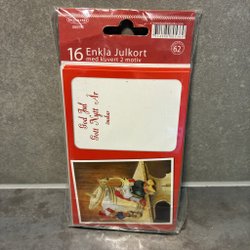 16 Enkla Julkort
med kuvert 2 motiv
62
God Jul
Gott Nytt År
önskar